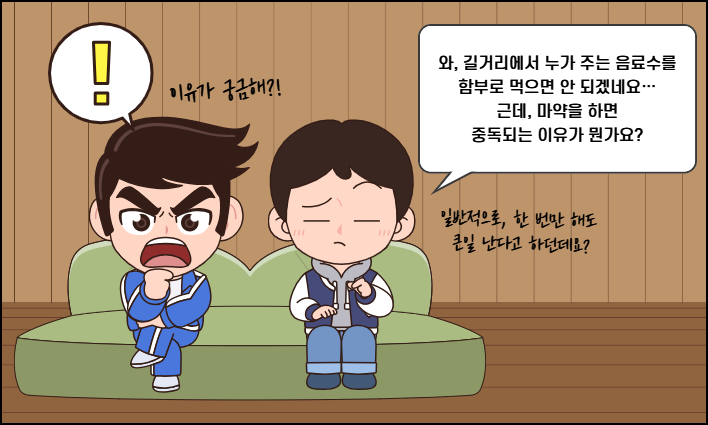 !
이유가 궁금해?!
와, 길거리에서 누가 주는 음료수를
함부로 먹으면 안 되겠네요…
근데, 마약을 하면
중독되는 이유가 뭔가요?
일반적으로, 한 번만 해도
큰일 난다고 하던데요?